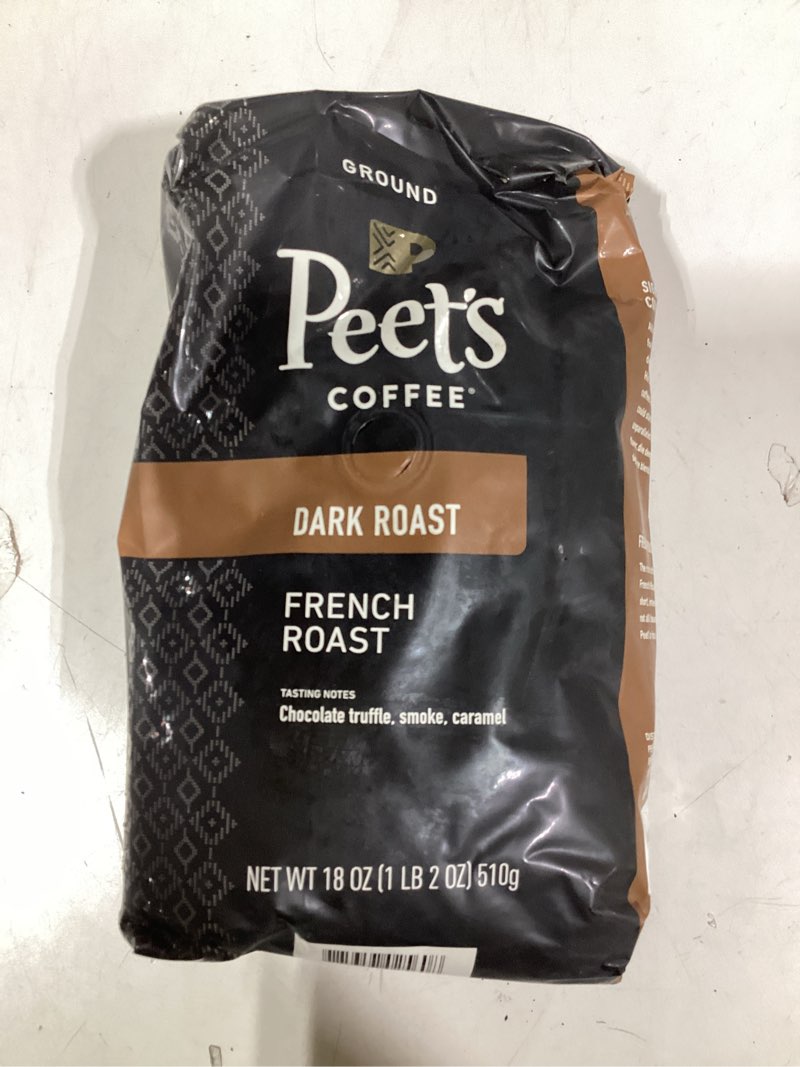 GROUND
Peet's
COFFEE®
DARK ROAST
FRENCH
ROAST
TASTING NOTES
Chocolate truffle, smoke, caramel
NET WT 18 OZ (1 LB 2 OZ) 510g